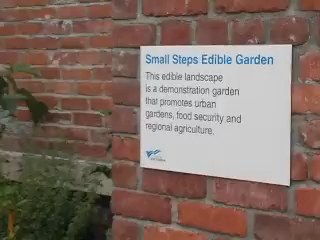 Small Steps Edible Garden
This edible landscape
is a demonstration garden
that promotes urban
gardens, food security and
regional agriculture.